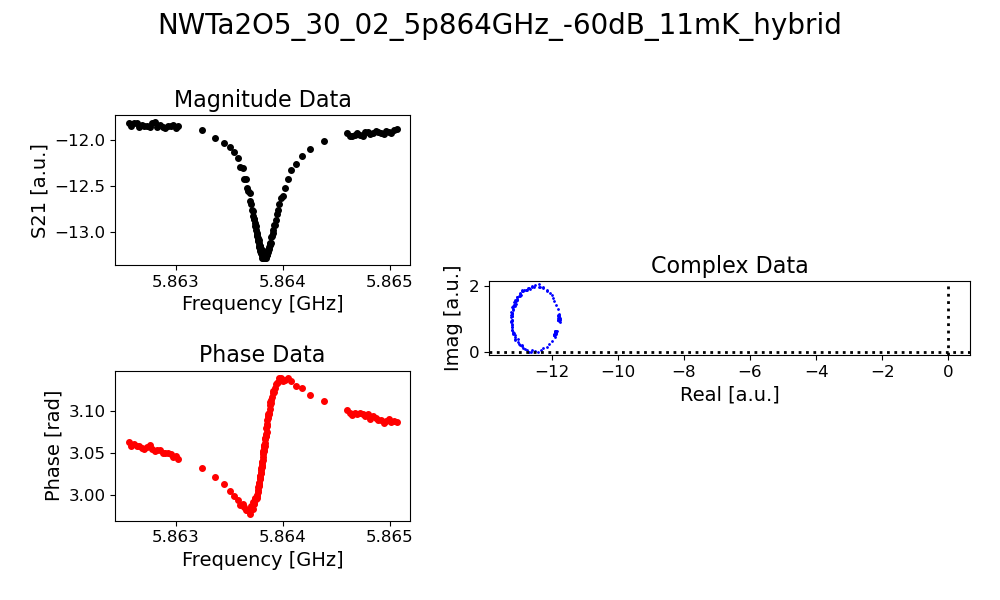 NWTa2O5_30_02_5p864GHz_-60dB_11mK_hybrid
Magnitude Data
S21 [a.u.]
−12.0
−12.5
−13.0
5.863 5.864 5.865
Frequency [GHz]
Phase Data
Phase [rad]
3.10
3.05
3.00
5.863 5.864 5.865
Frequency [GHz]
Complex Data
Imag [a.u.]
2
0
−12 −10 −8 −6 −4 −2 0
Real [a.u.]